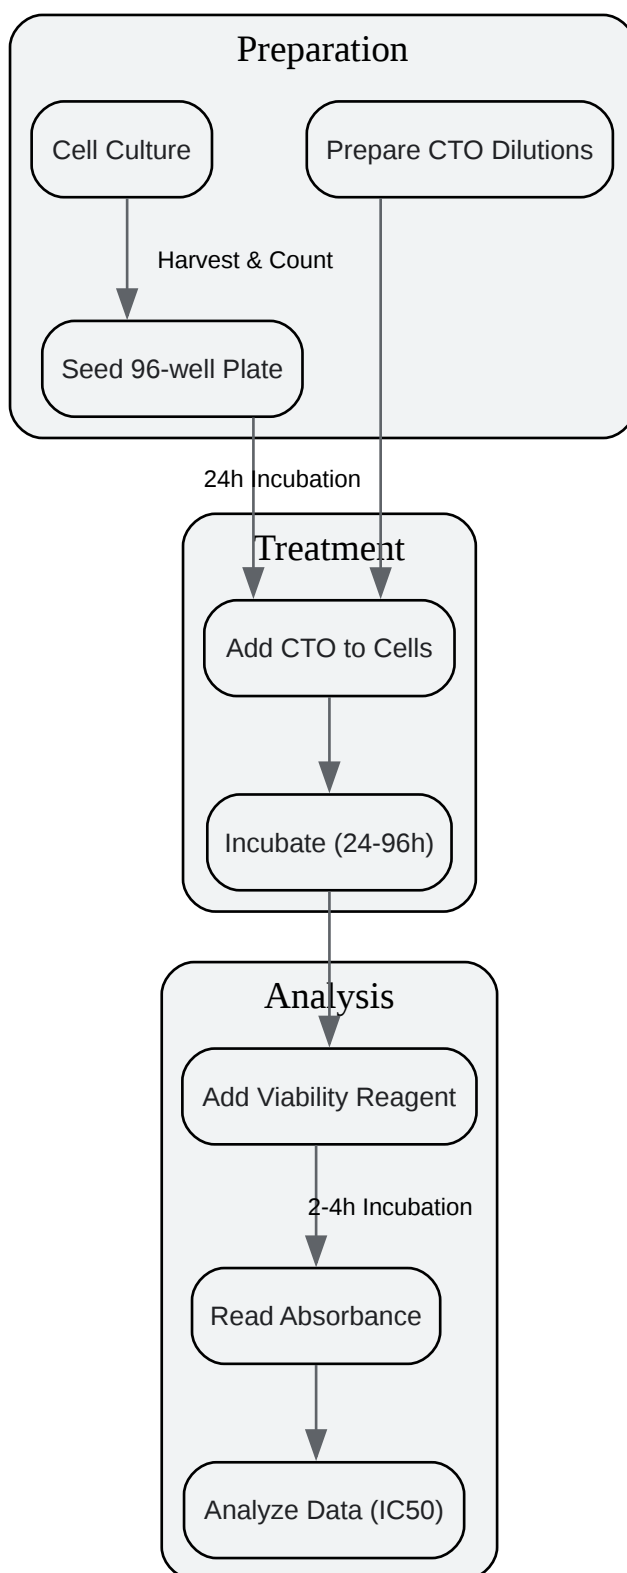 Preparation
Cell Culture
Prepare CTO Dilutions
Harvest & Count
Seed 96-well Plate
24h Incubation
Treatment
Add CTO to Cells
Incubate (24-96h)
Analysis
Add Viability Reagent
2-4h Incubation
Read Absorbance
Analyze Data (IC50)